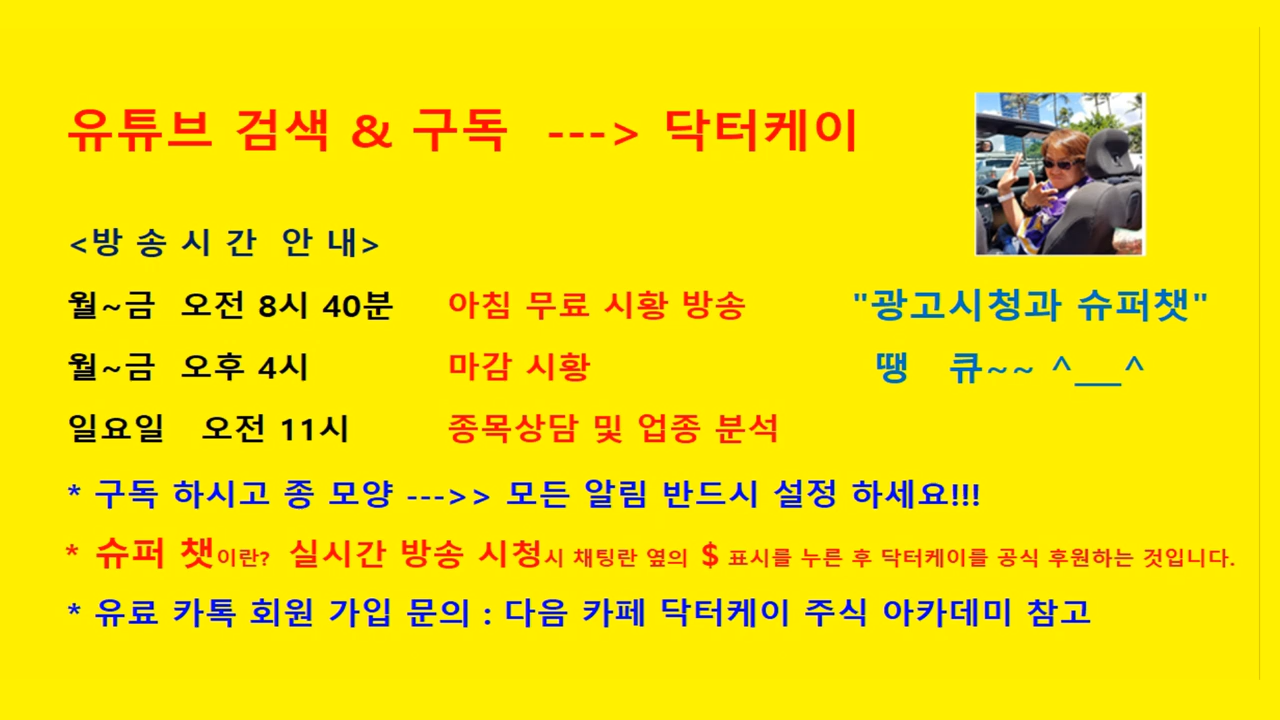 유튜브 검색 & 구독 ---> 닥터케이
<방 송 시 간 안 내>
월~금 오전 8시 40분 아침 무료 시황 방송
"광고시청과 슈퍼챗"
월~금 오후 4시 마감 시황
땡 큐~~ ^__^
일요일 오전 11시 종목상담 및 업종 분석
* 구독 하시고 종 모양 --->> 모든 알림 반드시 설정 하세요!!!
* 슈퍼 챗이란? 실시간 방송 시청시 채팅란 옆의 $ 표시를 누른 후 닥터케이를 공식 후원하는 것입니다.
* 유료 카톡 회원 가입 문의 : 다음 카페 닥터케이 주식 아카데미 참고